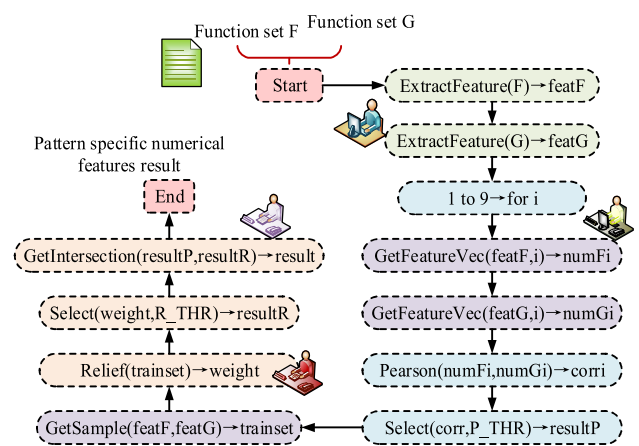 Function set F
Function set G
Start
ExtractFeature(F)→featF
ExtractFeature(G)→featG
1 to 9→for i
GetFeatureVec(featF,i)→numFi
GetFeatureVec(featG,i)→numGi
Pearson(numFi,numGi)→corri
Select(corr,P_THR)→resultP
GetSample(featF,featG)→trainset
Relief(trainset)→weight
Select(weight,R_THR)→resultR
GetIntersection(resultP,resultR)→result
End
Pattern specific numerical
features result